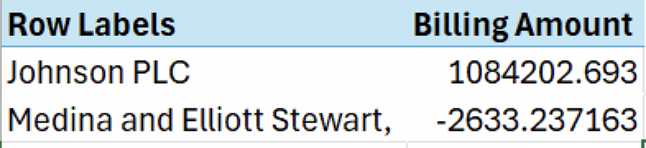 Row Labels Billing Amount
Johnson PLC 1084202.693
Medina and Elliott Stewart, -2633.237163